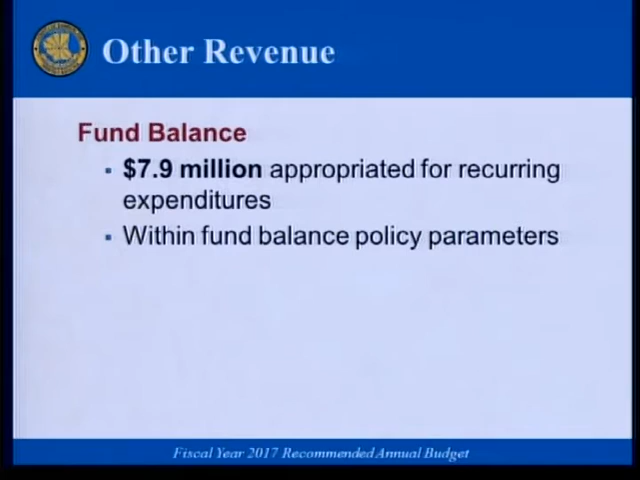 Other Revenue
Fund Balance
▪ $7.9 million appropriated for recurring
expenditures
▪ Within fund balance policy parameters
Fiscal Year 2017 Recommended Annual Budget